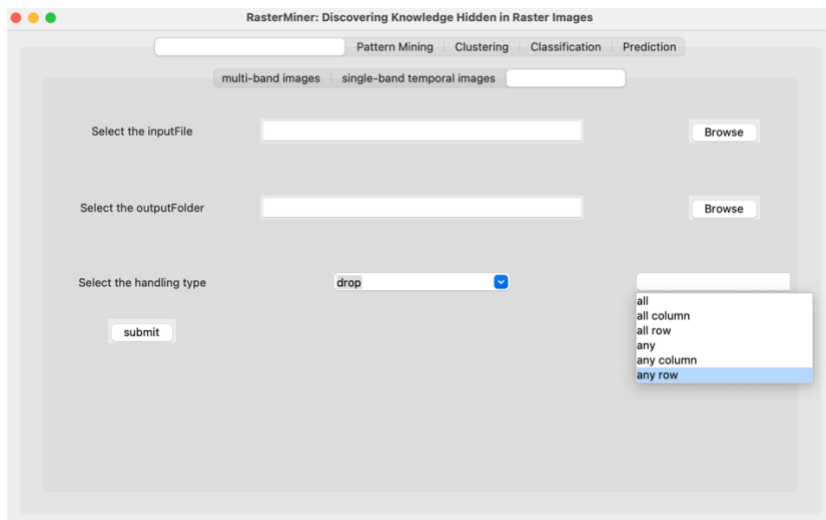 RasterMiner: Discovering Knowledge Hidden in Raster Images
Pattern Mining Clustering Classification Prediction
multi-band images single-band temporal images
Select the inputFile Browse
Select the outputFolder Browse
Select the handling type drop
all
all column
submit all row
any
any column
any row